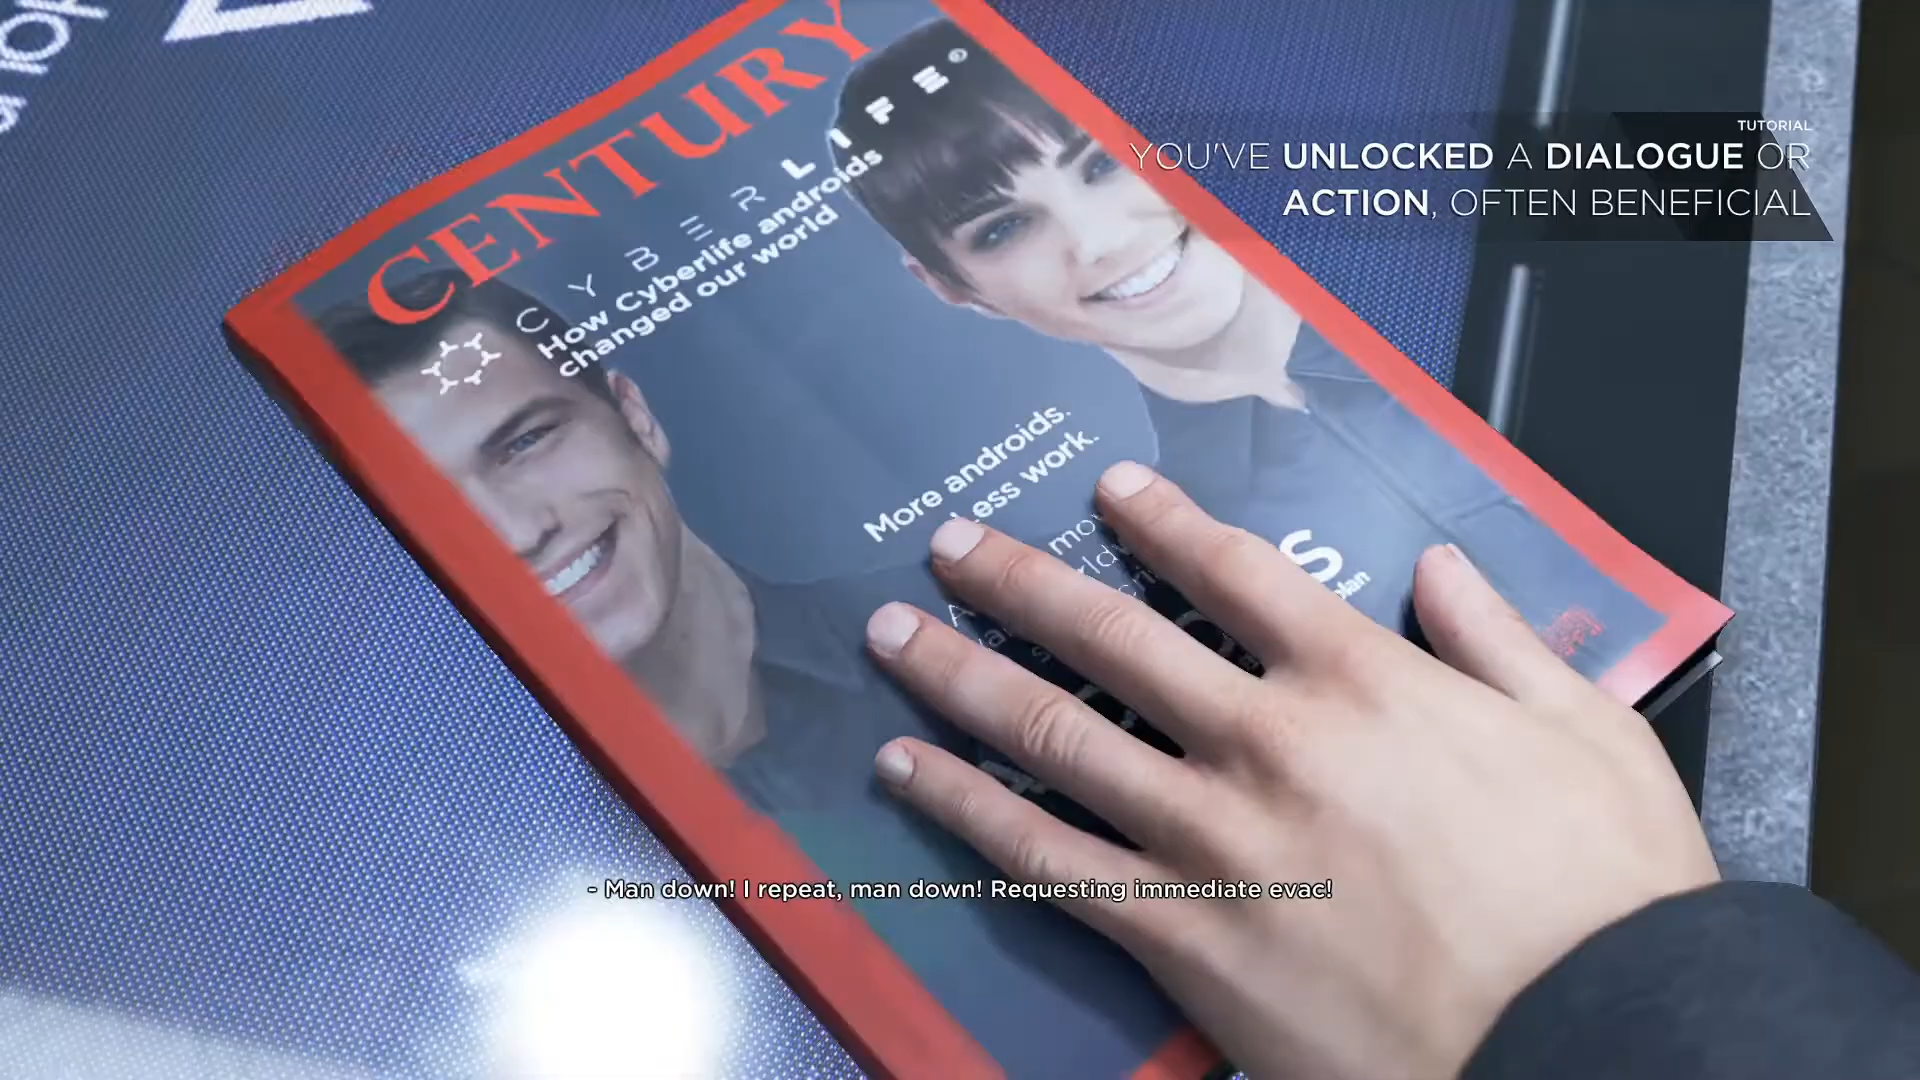 TUTORIAL
YOU'VE UNLOCKED A DIALOGUE OR
ACTION, OFTEN BENEFICIAL
CENTURY
CYBERLIFE
How Cyberlife androids
changed our world
More androids.
Less work.
- Man down! I repeat, man down! Requesting immediate evac!